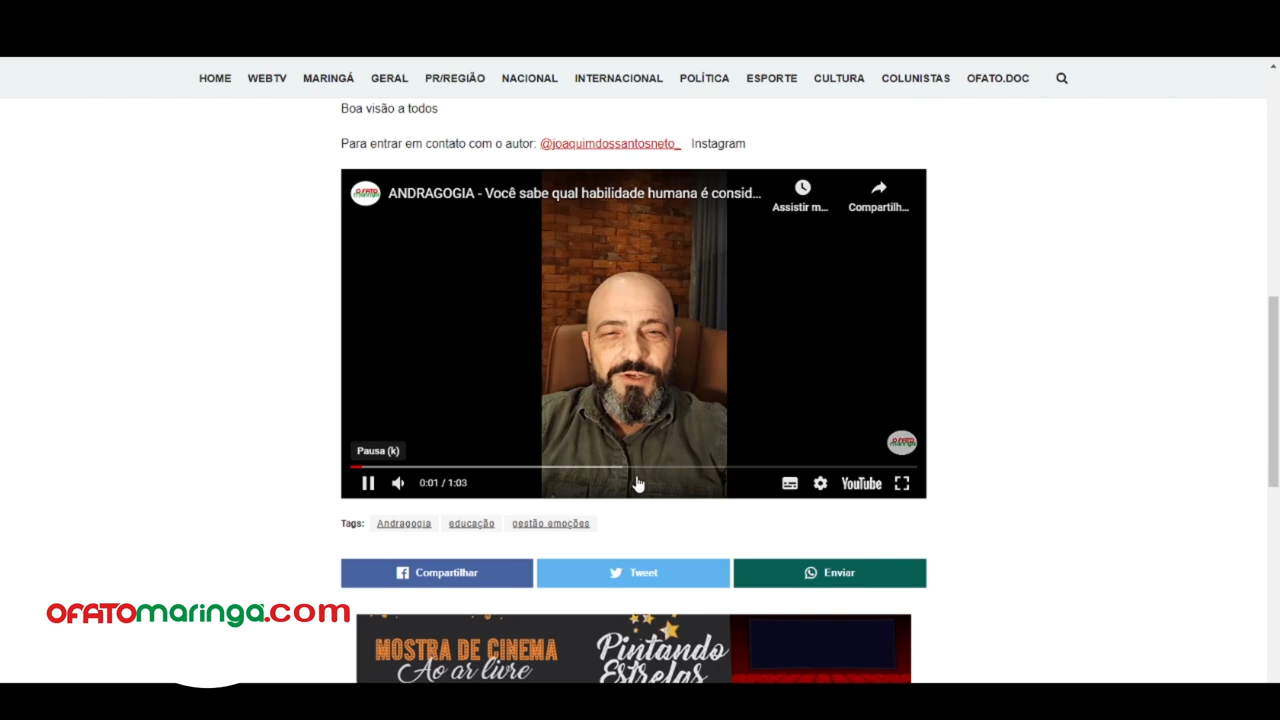 HOME WEBTV MARINGÁ GERAL PR/REGIÃO NACIONAL INTERNACIONAL POLÍTICA ESPORTE CULTURA COLUNISTAS OFATO.DOC
Boa visão a todos
Para entrar em contato com o autor: @joaquimdossantosneto_ Instagram
ANDRAGOGIA - Você sabe qual habilidade humana é consid...
Assistir m... Compartilh...
O FATO maringá
Pausa (k)
0:01 / 1:03
YouTube
Tags: Andragogia educação gestão emoções
Compartilhar Tweet Enviar
OFATOmaringá.com
MOSTRA DE CINEMA
Ao ar livre
Pintando
Estrelas